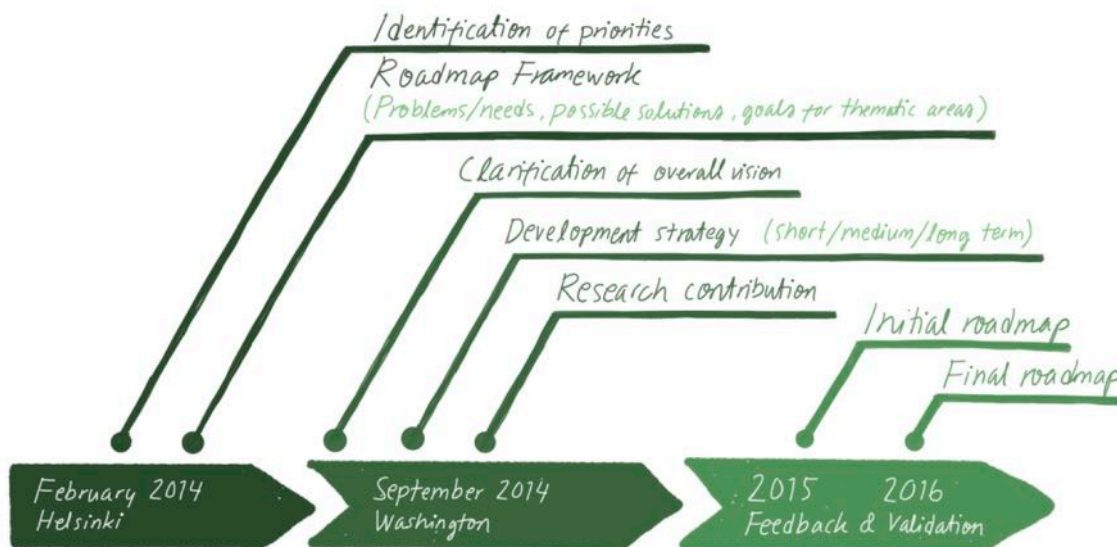 Identification of priorities
Roadmap Framework
(Problems/needs, possible solutions, goals for thematic areas)
Clarification of overall vision
Development strategy (short/medium/long term)
Research contribution
Initial roadmap
Final roadmap
February 2014
Helsinki
September 2014
Washington
2015 2016
Feedback & Validation